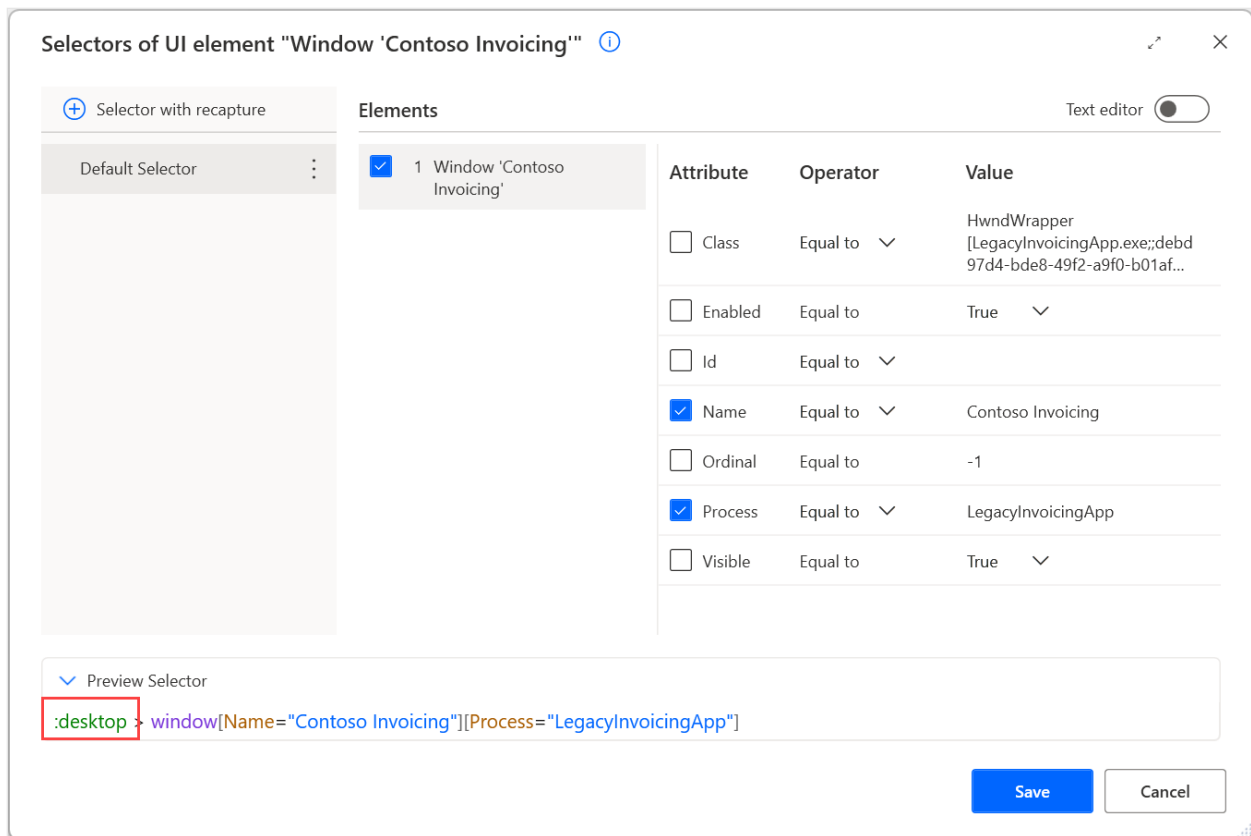 Selectors of UI element "Window 'Contoso Invoicing'"
Selector with recapture
Elements
Text editor
Default Selector
1 Window 'Contoso
Invoicing'
Attribute Operator Value
Class Equal to HwndWrapper
[LegacyInvoicingApp.exe;;debd
97d4-bde8-49f2-a9f0-b01af...
Enabled Equal to True
Id Equal to
Name Equal to Contoso Invoicing
Ordinal Equal to -1
Process Equal to LegacyInvoicingApp
Visible Equal to True
Preview Selector
:desktop > window[Name="Contoso Invoicing"][Process="LegacyInvoicingApp"]
Save Cancel